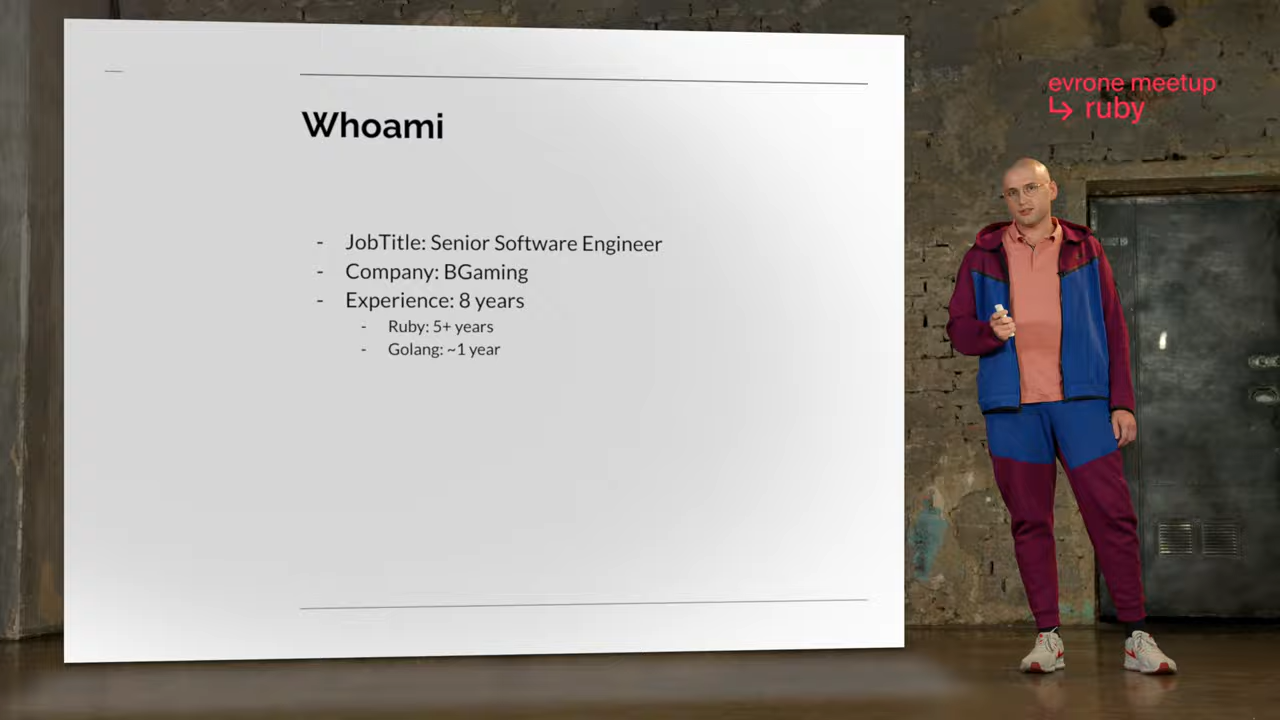 Whoami
- JobTitle: Senior Software Engineer
- Company: BGaming
- Experience: 8 years
- Ruby: 5+ years
- Golang: ~1 year
evrone meetup
↳ ruby